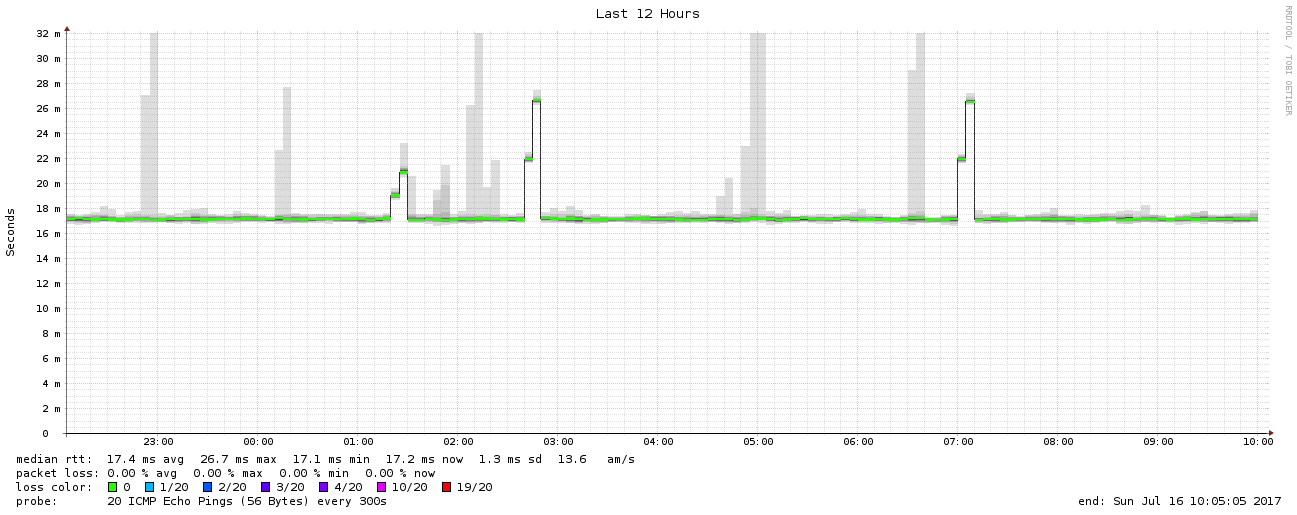 Last 12 Hours
RRDTOOL / TOBI OETIKER
Seconds
32 m
30 m
28 m
26 m
24 m
22 m
20 m
18 m
16 m
14 m
12 m
10 m
8 m
6 m
4 m
2 m
0
23:00 00:00 01:00 02:00 03:00 04:00 05:00 06:00 07:00 08:00 09:00 10:00
median rtt: 17.4 ms avg 26.7 ms max 17.1 ms min 17.2 ms now 1.3 ms sd 13.6 am/s
packet loss: 0.00 % avg 0.00 % max 0.00 % min 0.00 % now
loss color: 0 1/20 2/20 3/20 4/20 10/20 19/20
probe: 20 ICMP Echo Pings (56 Bytes) every 300s end: Sun Jul 16 10:05:05 2017